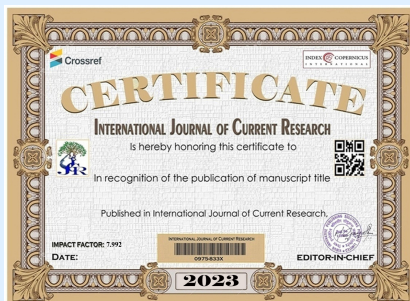 Crossref
INDEX COPERNICUS
INTERNATIONAL
CERTIFICATE
INTERNATIONAL JOURNAL OF CURRENT RESEARCH
Is hereby honoring this certificate to
In recognition of the publication of manuscript title
Published in International Journal of Current Research,
IMPACT FACTOR: 7.992
INTERNATIONAL JOURNAL OF CURRENT RESEARCH
0975-833X
DATE:
EDITOR-IN-CHIEF
2023